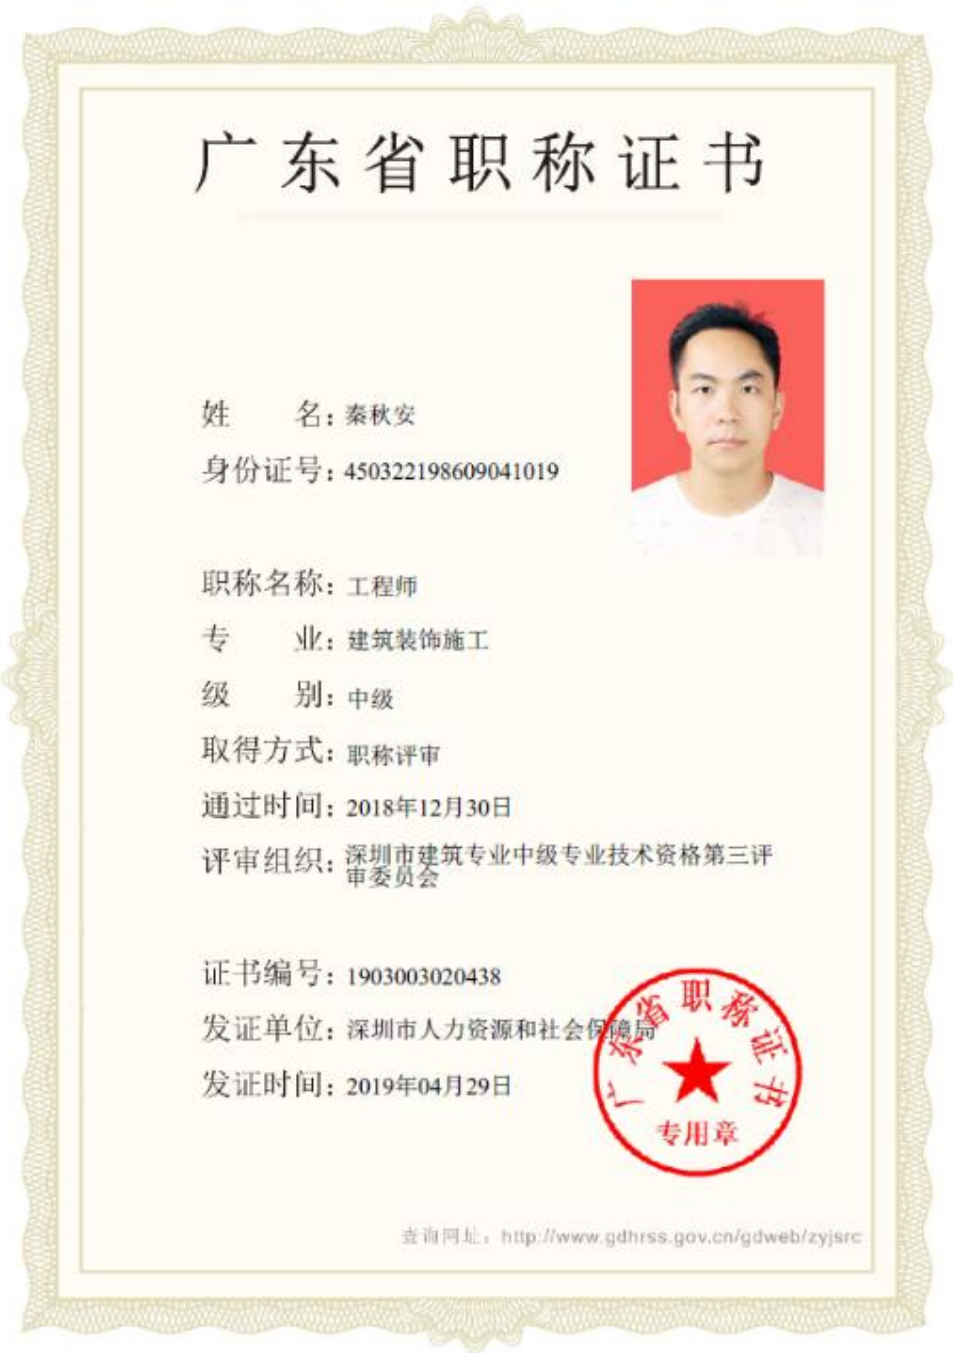 广东省职称证书
姓 名：秦秋安
身份证号：450322198609041019
职称名称：工程师
专 业：建筑装饰施工
级 别：中级
取得方式：职称评审
通过时间：2018年12月30日
评审组织：深圳市建筑专业中级专业技术资格第三评
审委员会
证书编号：1903003020438
发证单位：深圳市人力资源和社会保障局
发证时间：2019年04月29日
广东省职称证书
专用章
查询网址：http://www.gdhrss.gov.cn/gdweb/zyjsrc